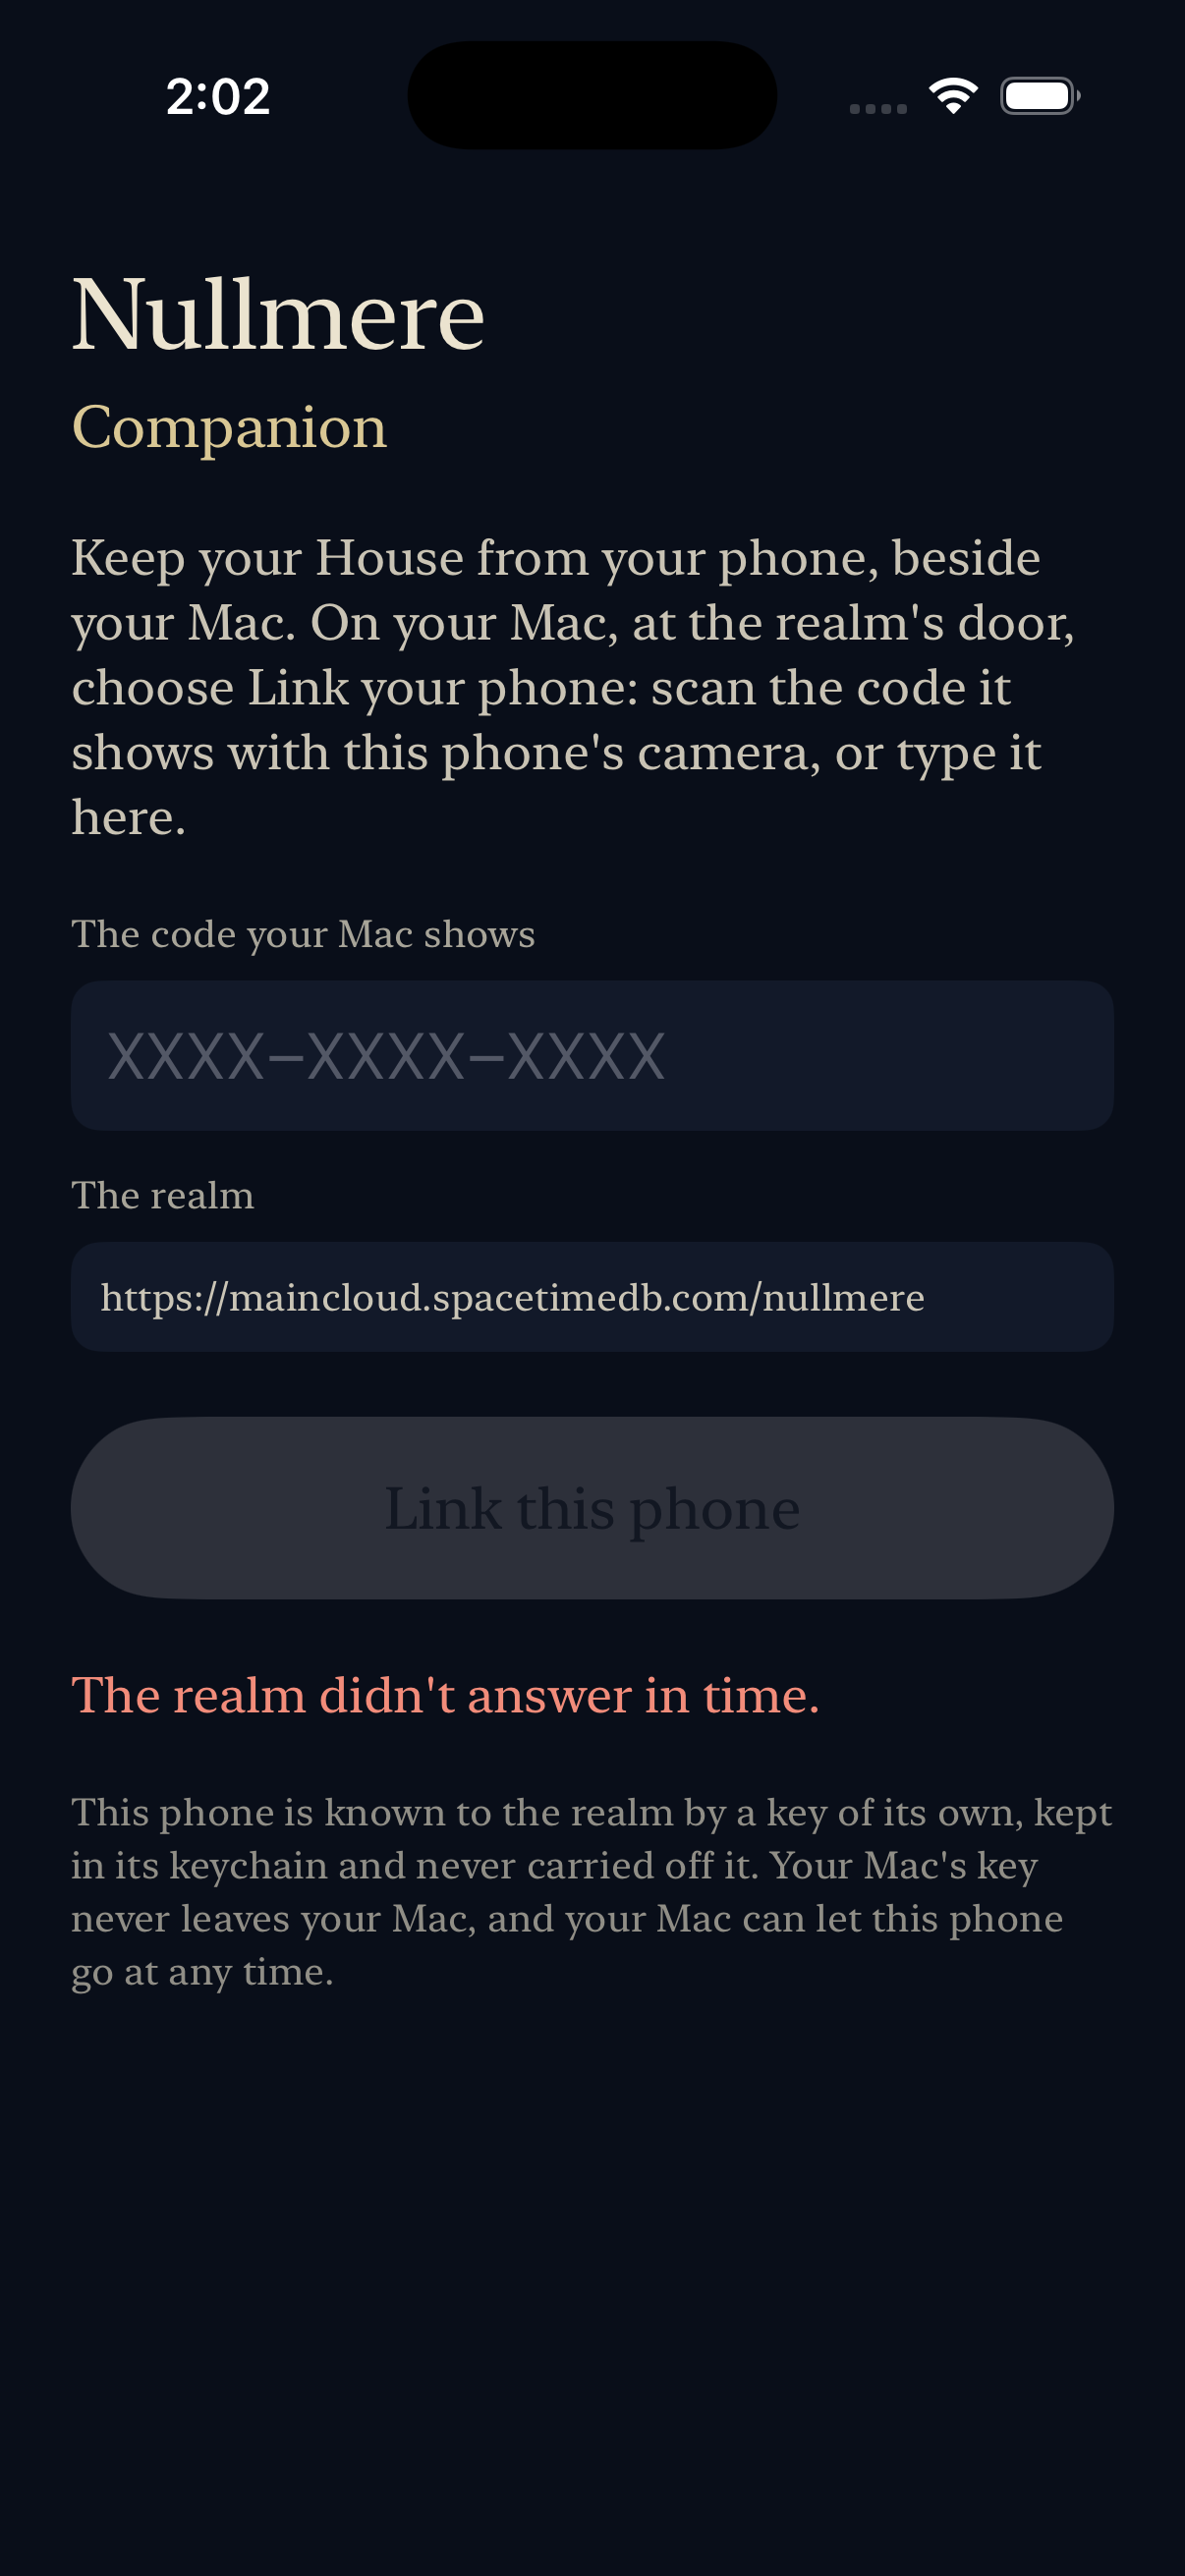 2:02
Nullmere
Companion
Keep your House from your phone, beside
your Mac. On your Mac, at the realm's door,
choose Link your phone: scan the code it
shows with this phone's camera, or type it
here.
The code your Mac shows
XXXX–XXXX–XXXX
The realm
https://maincloud.spacetimedb.com/nullmere
Link this phone
The realm didn't answer in time.
This phone is known to the realm by a key of its own, kept
in its keychain and never carried off it. Your Mac's key
never leaves your Mac, and your Mac can let this phone
go at any time.